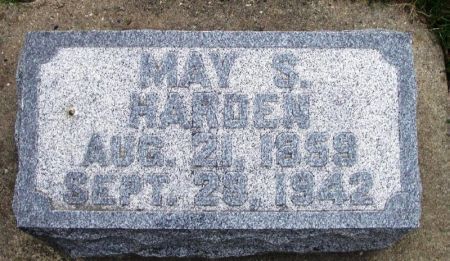 MAY S.
HARDEN
AUG. 21, 1859
SEPT. 28, 1942